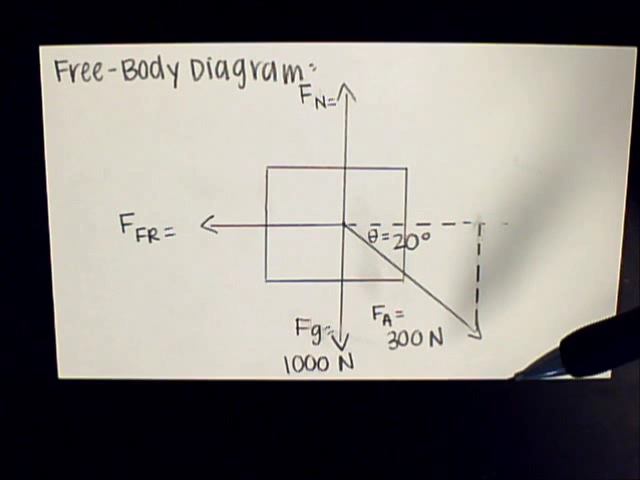 Free-Body Diagram:
FN=
FFR=
θ=20°
FA=
300 N
Fg=
1000 N